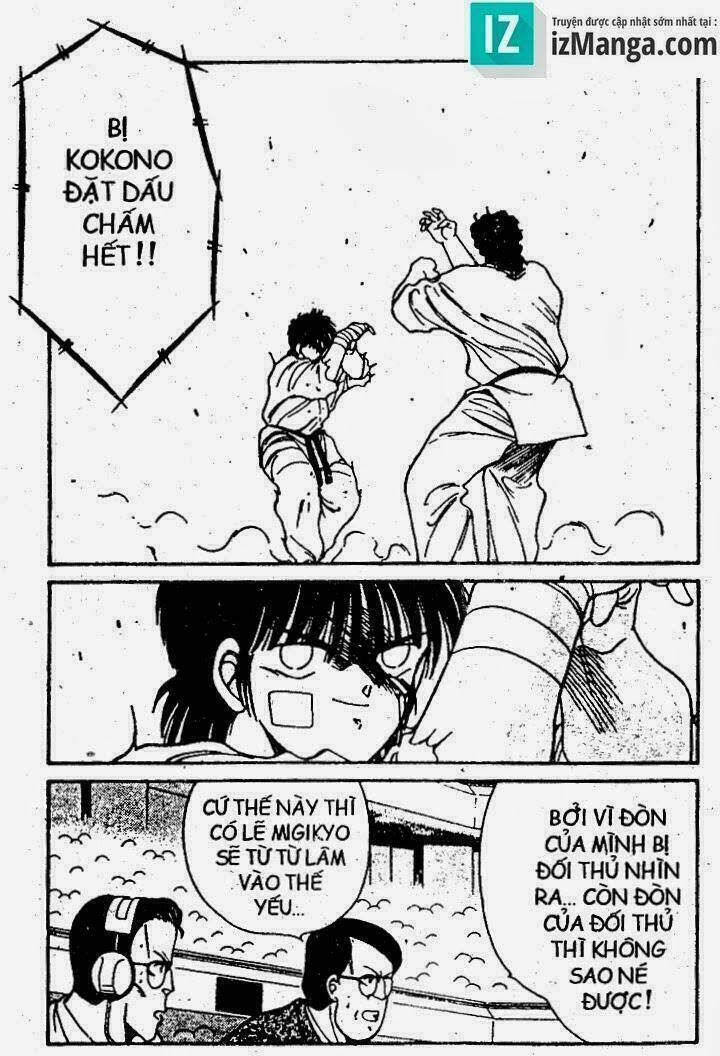 IZ
Truyện được cập nhật sớm nhất tại :
izManga.com
BỊ
KOKONO
ĐẶT DẤU
CHẤM
HẾT!!
BỞI VÌ ĐÒN
CỦA MÌNH BỊ
ĐỐI THỦ NHÌN
RA... CÒN ĐÒN
CỦA ĐỐI THỦ
THÌ KHÔNG
SAO NÉ
ĐƯỢC!
CỨ THẾ NÀY THÌ
CÓ LẼ MIGIKYO
SẼ TỪ TỪ LÂM
VÀO THẾ
YẾU...